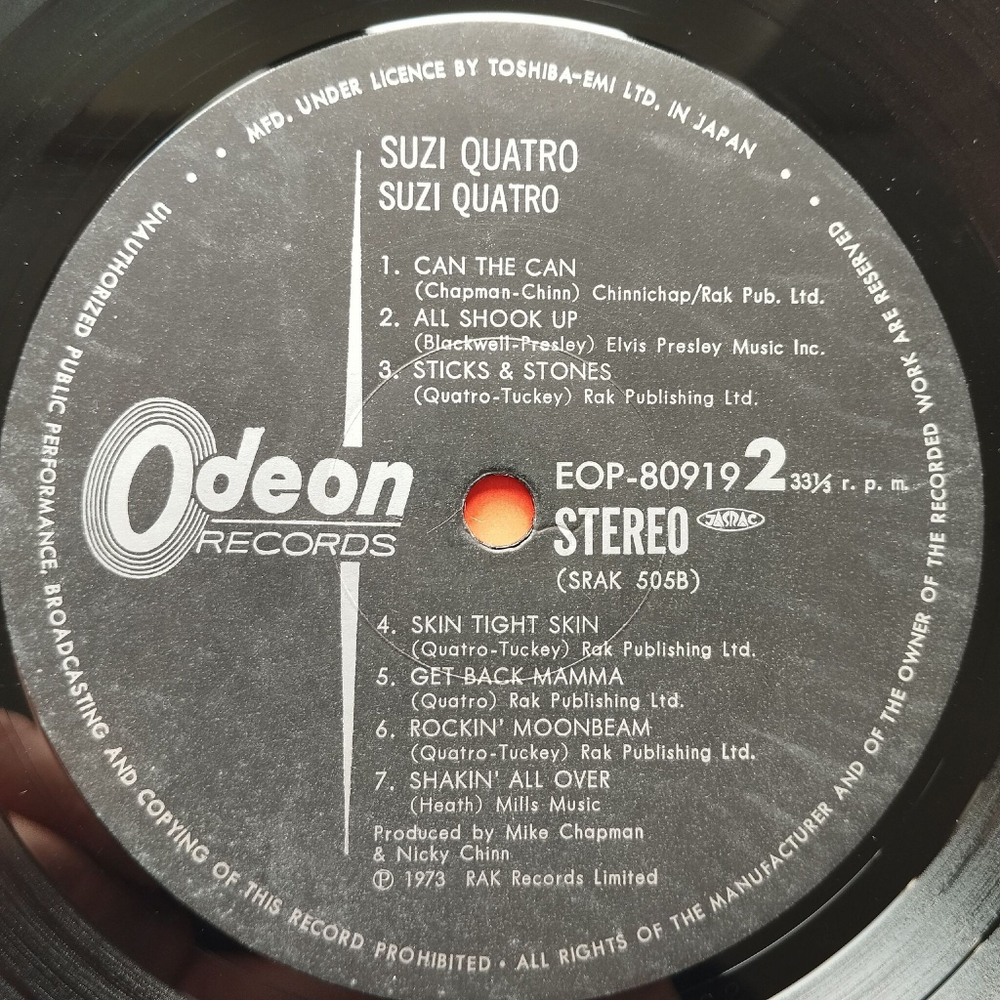 MFD. UNDER LICENCE BY TOSHIBA-EMI LTD. IN JAPAN
SUZI QUATRO
SUZI QUATRO
1. CAN THE CAN
(Chapman-Chinn) Chinnichap/Rak Pub. Ltd.
2. ALL SHOOK UP
(Blackwell-Presley) Elvis Presley Music Inc.
3. STICKS & STONES
(Quatro-Tuckey) Rak Publishing Ltd.
Odeon
RECORDS
EOP-80919 2 33⅓ r. p. m.
STEREO JASRAC
(SRAK 505B)
4. SKIN TIGHT SKIN
(Quatro-Tuckey) Rak Publishing Ltd.
5. GET BACK MAMMA
(Quatro) Rak Publishing Ltd.
6. ROCKIN' MOONBEAM
(Quatro-Tuckey) Rak Publishing Ltd.
7. SHAKIN' ALL OVER
(Heath) Mills Music
Produced by Mike Chapman
& Nicky Chinn
Ⓟ 1973 RAK Records Limited
UNAUTHORIZED PUBLIC PERFORMANCE, BROADCASTING AND COPYING OF THIS RECORD PROHIBITED • ALL RIGHTS OF THE MANUFACTURER AND OF THE OWNER OF THE RECORDED WORK ARE RESERVED